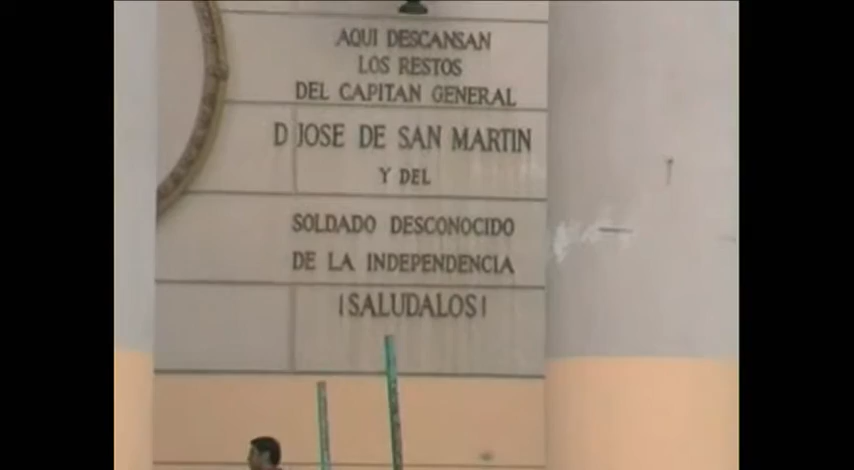 AQUI DESCANSAN
LOS RESTOS
DEL CAPITAN GENERAL
D JOSE DE SAN MARTIN
Y DEL
SOLDADO DESCONOCIDO
DE LA INDEPENDENCIA
¡SALUDALOS!